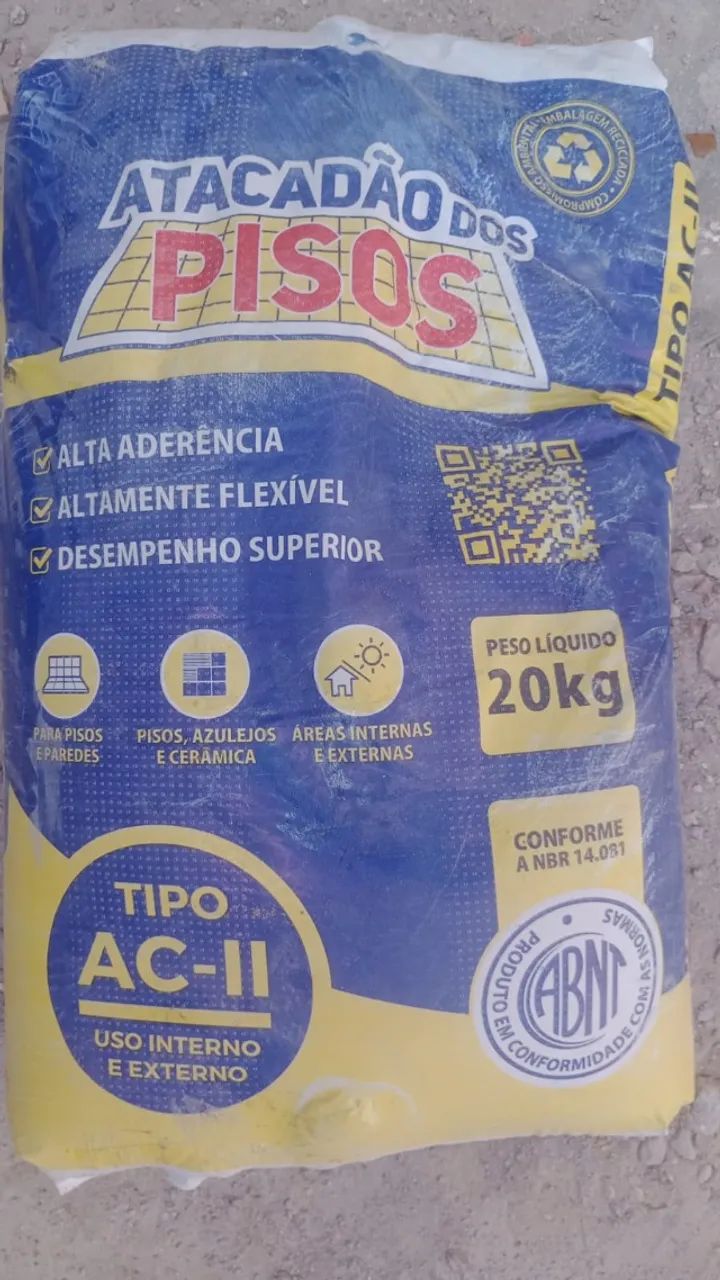 EMBALAGEM RECICLADA • COMPROMISSO AMBIENTAL
ATACADÃO DOS
PISOS
TIPO AC-II
ALTA ADERÊNCIA
ALTAMENTE FLEXÍVEL
DESEMPENHO SUPERIOR
PESO LÍQUIDO
20kg
PARA PISOS
E PAREDES
PISOS, AZULEJOS
E CERÂMICA
ÁREAS INTERNAS
E EXTERNAS
CONFORME
A NBR 14.081
TIPO
AC-II
USO INTERNO
E EXTERNO
PRODUTO EM CONFORMIDADE COM AS NORMAS
ABNT